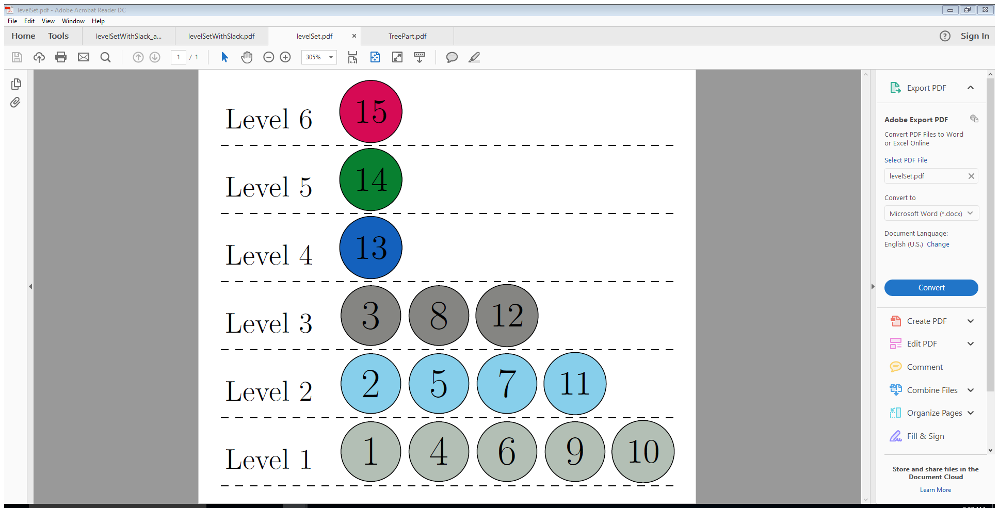 levelSet.pdf - Adobe Acrobat Reader DC
File Edit View Window Help
Home Tools levelSetWithSlack_a... levelSetWithSlack.pdf levelSet.pdf TreePart.pdf Sign In
1 / 1 305%
Level 6 15
Level 5 14
Level 4 13
Level 3 3 8 12
Level 2 2 5 7 11
Level 1 1 4 6 9 10
Export PDF
Adobe Export PDF
Convert PDF Files to Word
or Excel Online
Select PDF File
levelSet.pdf
Convert to
Microsoft Word (*.docx)
Document Language:
English (U.S.) Change
Convert
Create PDF
Edit PDF
Comment
Combine Files
Organize Pages
Fill & Sign
Store and share files in the
Document Cloud
Learn More